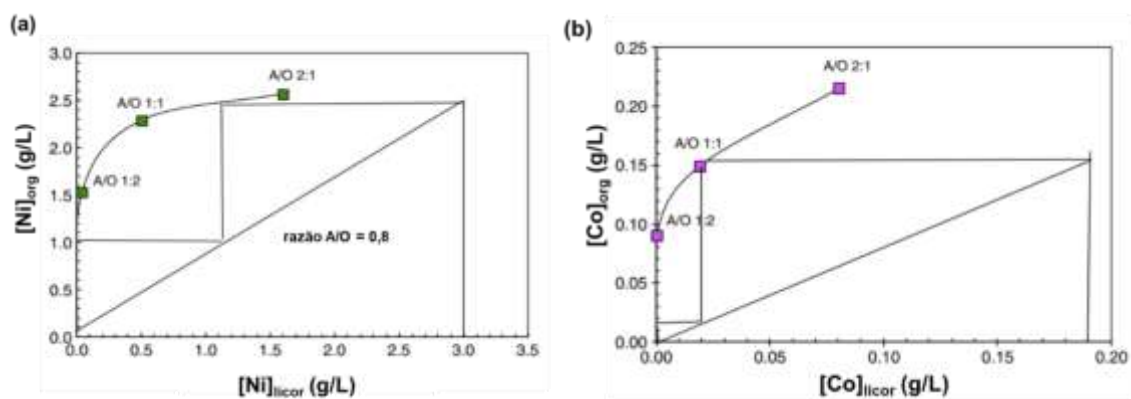 (a)
3.0
2.5
2.0
1.5
1.0
0.5
0.0
[Ni]org (g/L)
A/O 2:1
A/O 1:1
A/O 1:2
razão A/O = 0,8
0.0 0.5 1.0 1.5 2.0 2.5 3.0 3.5
[Ni]licor (g/L)
(b)
0.25
0.20
0.15
0.10
0.05
0.00
[Co]org (g/L)
A/O 2:1
A/O 1:1
A/O 1:2
0.00 0.05 0.10 0.15 0.20
[Co]licor (g/L)